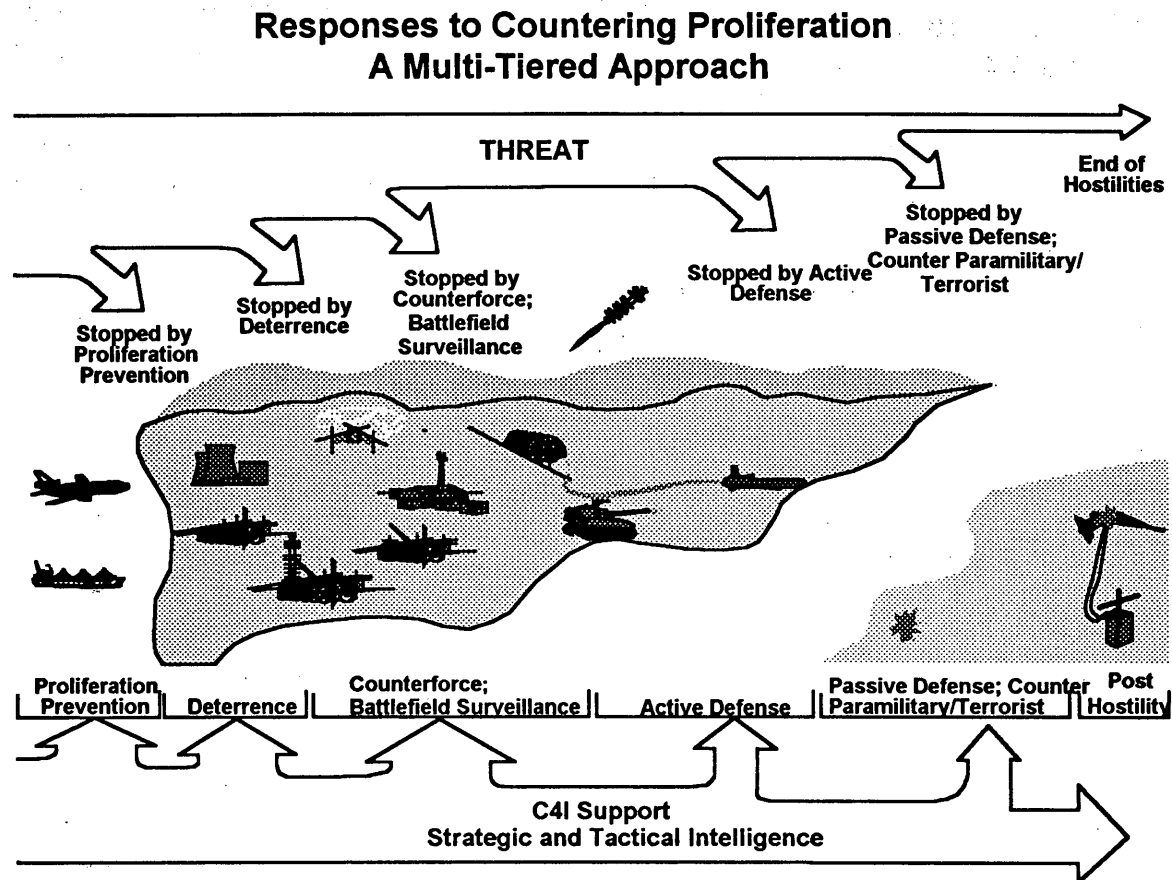 Responses to Countering Proliferation
A Multi-Tiered Approach
THREAT
End of
Hostilities
Stopped by
Passive Defense;
Counter Paramilitary/
Terrorist
Stopped by Active
Defense
Stopped by
Counterforce;
Battlefield
Surveillance
Stopped by
Deterrence
Stopped by
Proliferation
Prevention
Proliferation
Prevention
Deterrence
Counterforce;
Battlefield Surveillance
Active Defense
Passive Defense; Counter
Paramilitary/Terrorist
Post
Hostility
C4I Support
Strategic and Tactical Intelligence